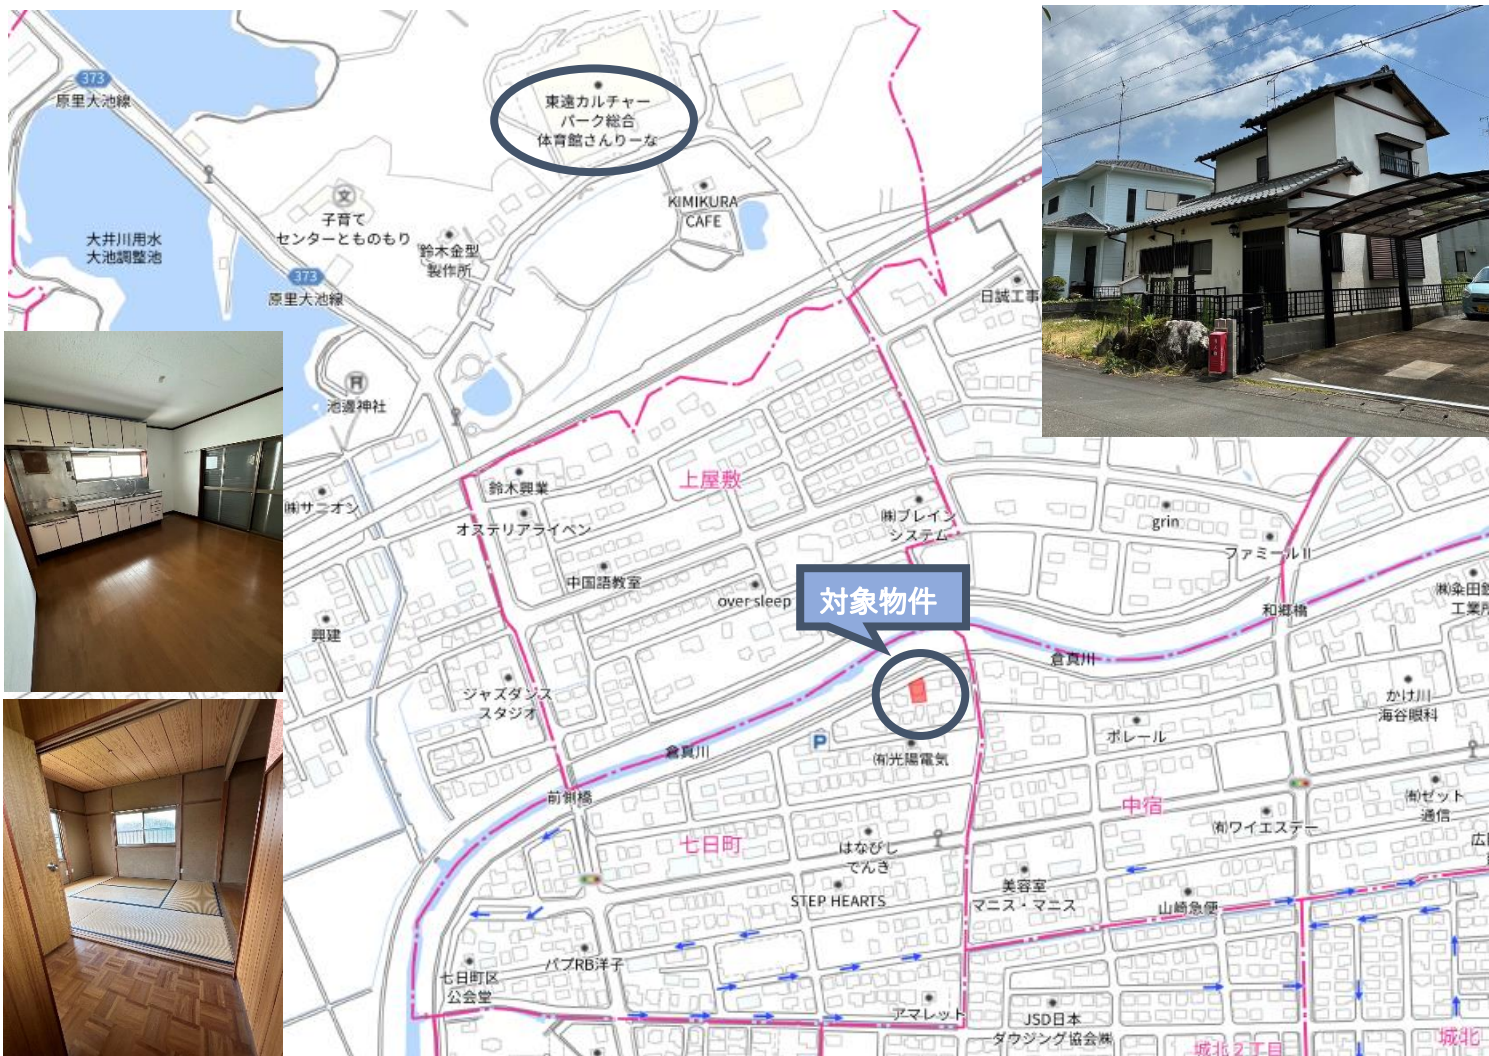 373
原里大池線
東遠カルチャー
パーク総合
体育館さんりーな
KIMIKURA
CAFE
子育て
センターとものもり
鈴木金型
製作所
大井川用水
大池調整池
373
原里大池線
日誠工事
池邊神社
上屋敷
鈴木興業
㈱サニオン
オステリアライペン
㈱ブレイン
システム
grin
ファミールⅡ
中国語教室
over sleep
対象物件
和郷橋
工業所
興建
倉真川
ジャズダンス
スタジオ
かけ川
海谷眼科
ポレール
P
倉真川
㈲光陽電気
前側橋
中宿
㈲ゼット
通信
㈲ワイエステー
七日町
はなびし
でんき
美容室
マニス・マニス
STEP HEARTS
山崎急便
パブRB洋子
七日町区
公会堂
アマレット
JSD日本
ダウジング協会㈱
城北2丁目
城北